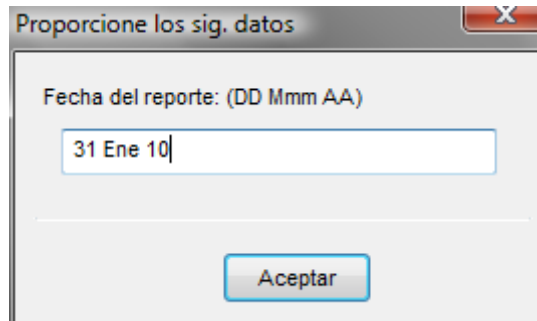 Proporcione los sig. datos
Fecha del reporte: (DD Mmm AA)
31 Ene 10
Aceptar